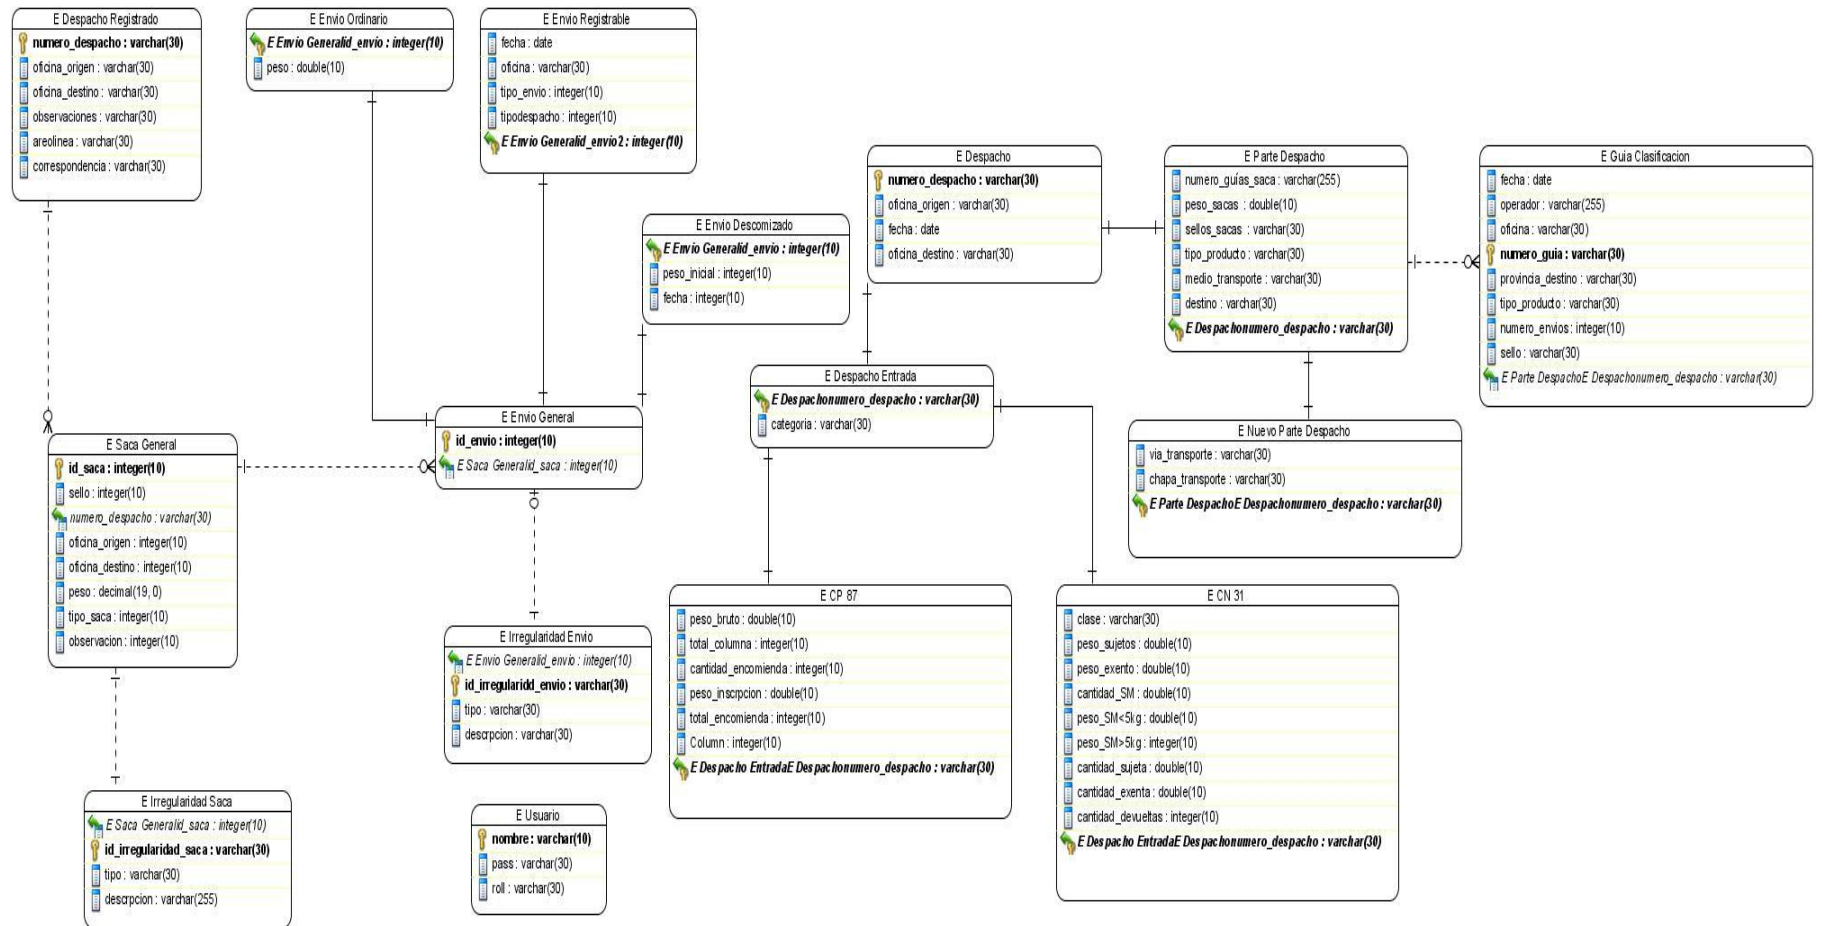 E Despacho Registrado
numero_despacho : varchar(30)
oficina_origen : varchar(30)
oficina_destino : varchar(30)
observaciones : varchar(30)
areolinea : varchar(30)
correspondencia : varchar(30)
E Envio Ordinario
E Envio Generalid_envio : integer(10)
peso : double(10)
E Envio Registrable
fecha : date
oficina : varchar(30)
tipo_envio : integer(10)
tipodespacho : integer(10)
E Envio Generalid_envio2 : integer(10)
E Envio Descomizado
E Envio Generalid_envio : integer(10)
peso_inicial : integer(10)
fecha : integer(10)
E Despacho
numero_despacho : varchar(30)
oficina_origen : varchar(30)
fecha : date
oficina_destino : varchar(30)
E Parte Despacho
numero_guías_saca : varchar(255)
peso_sacas : double(10)
sellos_sacas : varchar(30)
tipo_producto : varchar(30)
medio_transporte : varchar(30)
destino : varchar(30)
E Despachonumero_despacho : varchar(30)
E Guia Clasificacion
fecha : date
operador : varchar(255)
oficina : varchar(30)
numero_guia : varchar(30)
provincia_destino : varchar(30)
tipo_producto : varchar(30)
numero_envios : integer(10)
sello : varchar(30)
E Parte DespachoE Despachonumero_despacho : varchar(30)
E Despacho Entrada
E Despachonumero_despacho : varchar(30)
categoria : varchar(30)
E Envio General
id_envio : integer(10)
E Saca Generalid_saca : integer(10)
E Saca General
id_saca : integer(10)
sello : integer(10)
numero_despacho : varchar(30)
oficina_origen : integer(10)
oficina_destino : integer(10)
peso : decimal(19, 0)
tipo_saca : integer(10)
observacion : integer(10)
E Nuevo Parte Despacho
via_transporte : varchar(30)
chapa_transporte : varchar(30)
E Parte DespachoE Despachonumero_despacho : varchar(30)
E Irregularidad Envio
E Envio Generalid_envio : integer(10)
id_irregularidd_envio : varchar(30)
tipo : varchar(30)
descrpcion : varchar(30)
E CP 87
peso_bruto : double(10)
total_columna : integer(10)
cantidad_encomienda : integer(10)
peso_inscrpcion : double(10)
total_encomienda : integer(10)
Column : integer(10)
E Despacho EntradaE Despachonumero_despacho : varchar(30)
E CN 31
clase : varchar(30)
peso_sujetos : double(10)
peso_exento : double(10)
cantidad_SM : double(10)
peso_SM<5kg : double(10)
peso_SM>5kg : integer(10)
cantidad_sujeta : double(10)
cantidad_exenta : double(10)
cantidad_devueltas : integer(10)
E Despacho EntradaE Despachonumero_despacho : varchar(30)
E Irregularidad Saca
E Saca Generalid_saca : integer(10)
id_irregularidad_saca : varchar(30)
tipo : varchar(30)
descrpcion : varchar(255)
E Usuario
nombre : varchar(10)
pass : varchar(30)
roll : varchar(30)